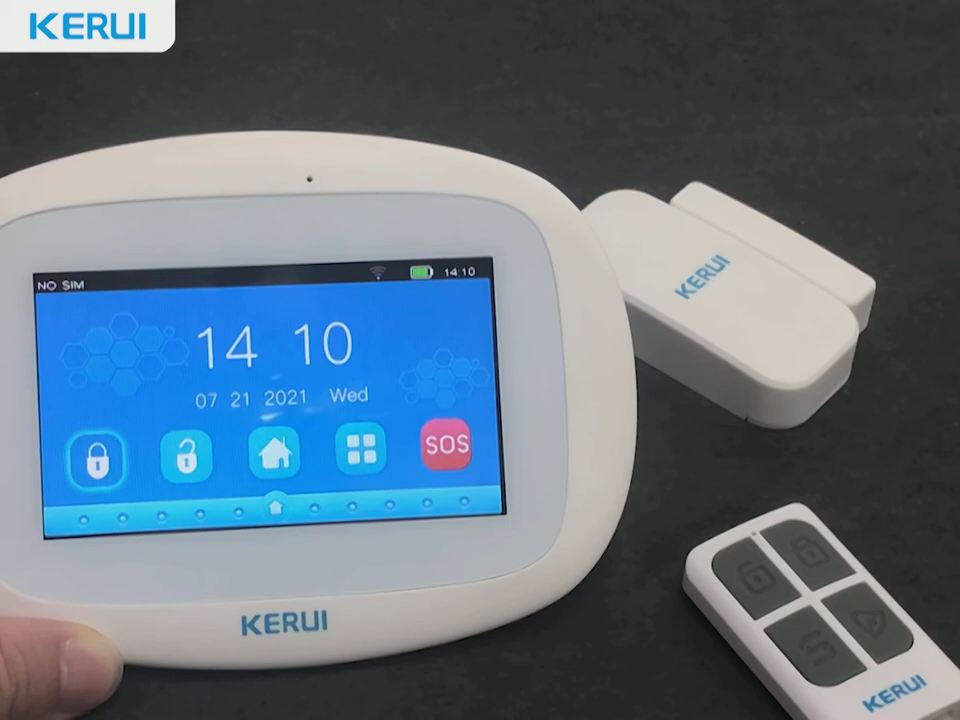 KERUI
NO SIM 14:10
14 10
07 21 2021 Wed
SOS
KERUI
KERUI
KERUI